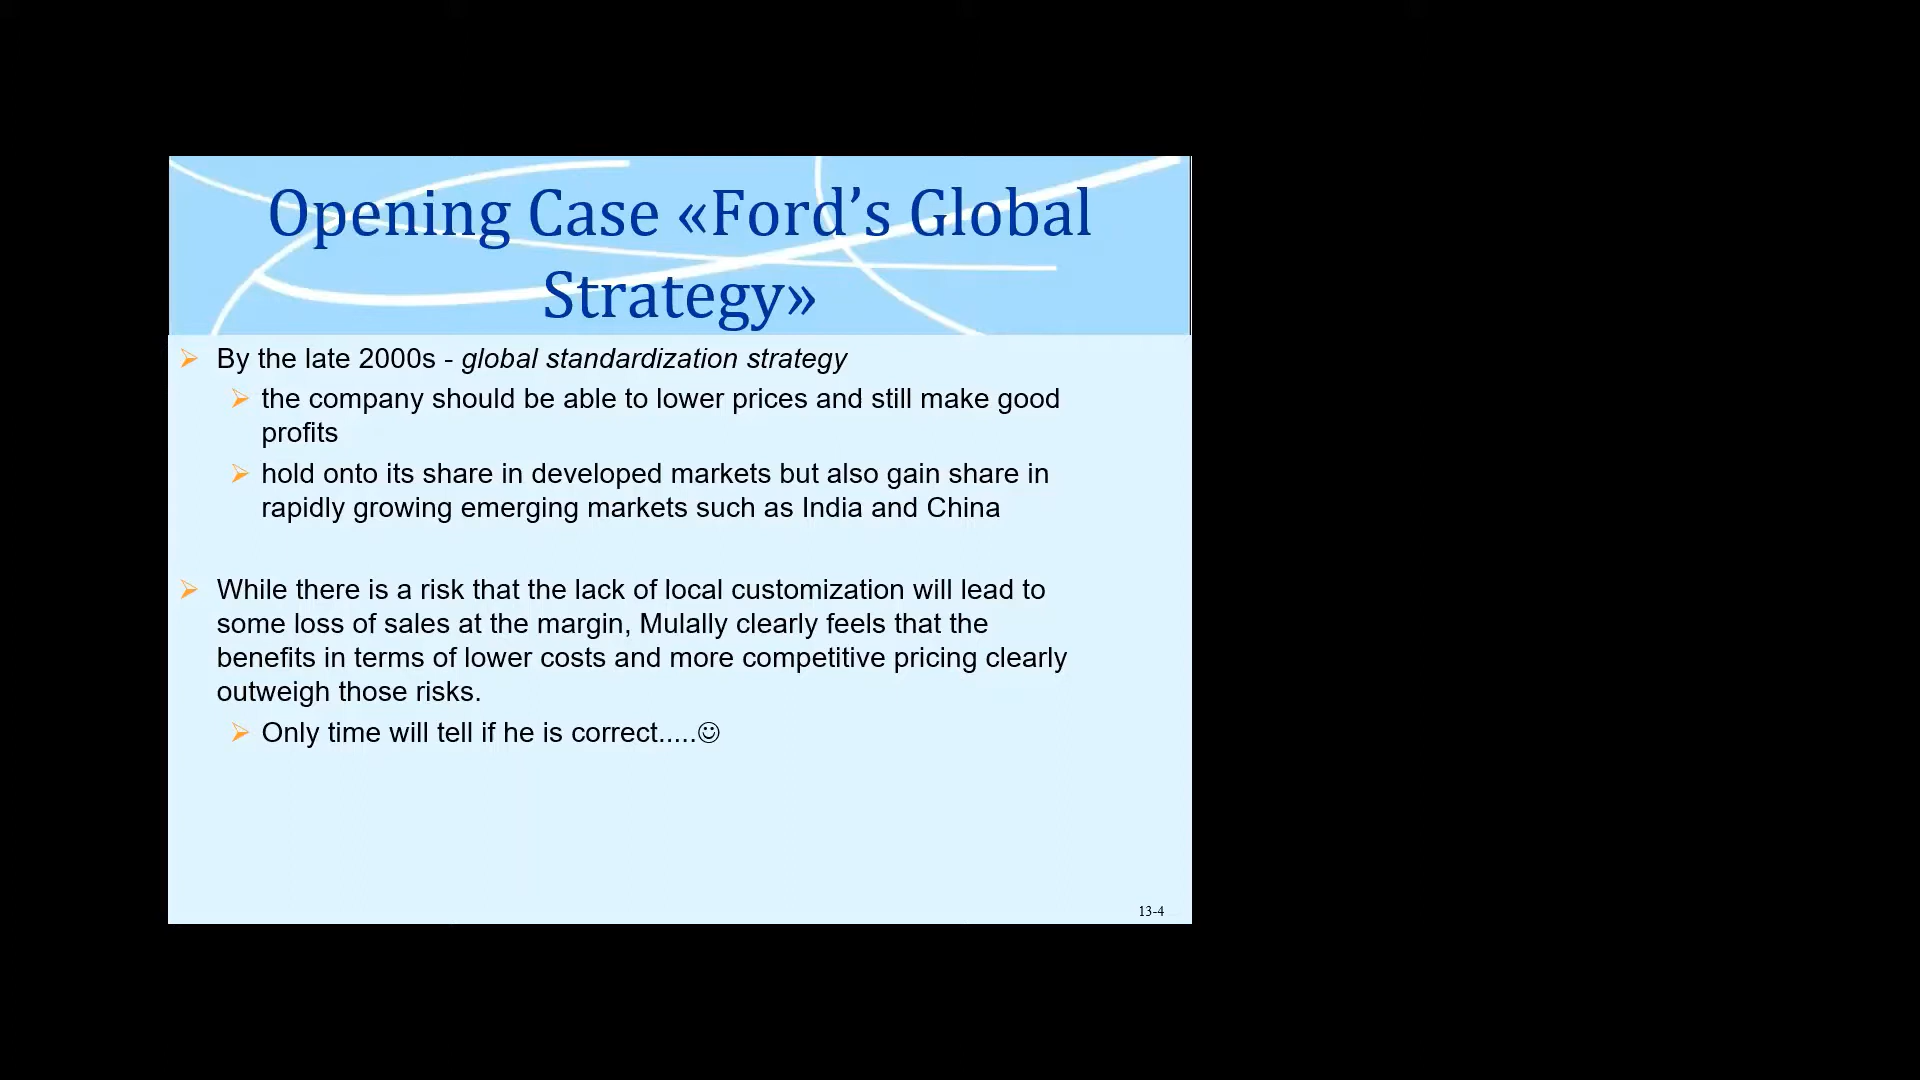 Opening Case «Ford’s Global
Strategy»
By the late 2000s - global standardization strategy
the company should be able to lower prices and still make good
profits
hold onto its share in developed markets but also gain share in
rapidly growing emerging markets such as India and China
While there is a risk that the lack of local customization will lead to
some loss of sales at the margin, Mulally clearly feels that the
benefits in terms of lower costs and more competitive pricing clearly
outweigh those risks.
Only time will tell if he is correct.....☺
13-4